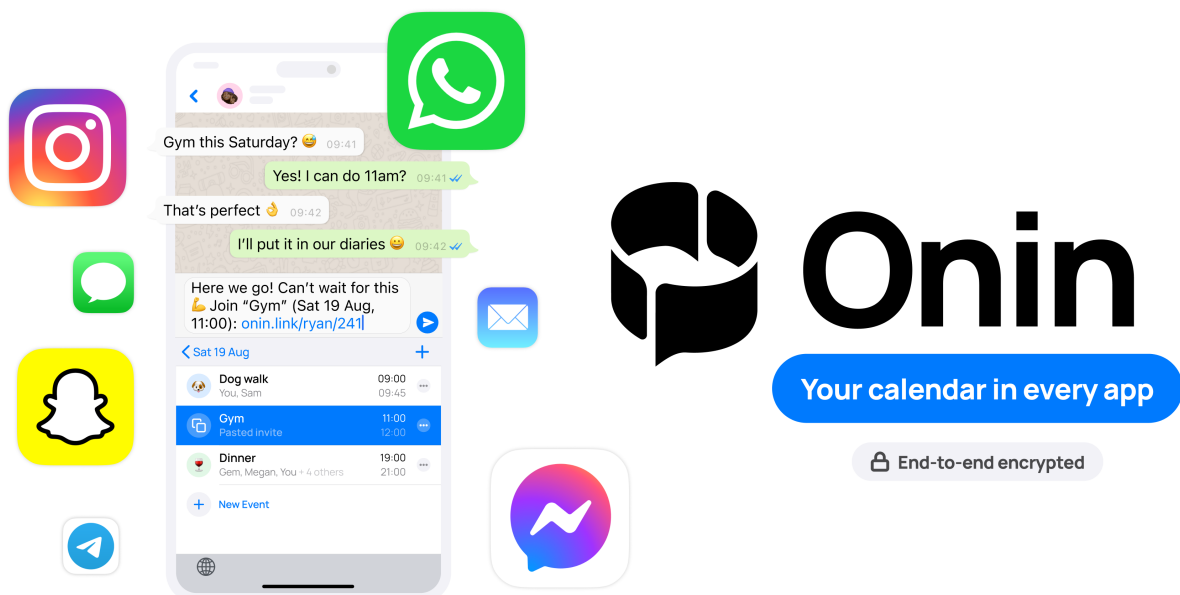 Gym this Saturday? 😅 09:41
Yes! I can do 11am? 09:41
That's perfect 👌 09:42
I'll put it in our diaries 😀 09:42
Here we go! Can't wait for this
💪 Join “Gym” (Sat 19 Aug,
11:00): onin.link/ryan/241
Sat 19 Aug
Dog walk 09:00
You, Sam 09:45
Gym 11:00
Pasted invite 12:00
Dinner 19:00
Gem, Megan, You + 4 others 21:00
New Event
Onin
Your calendar in every app
End-to-end encrypted